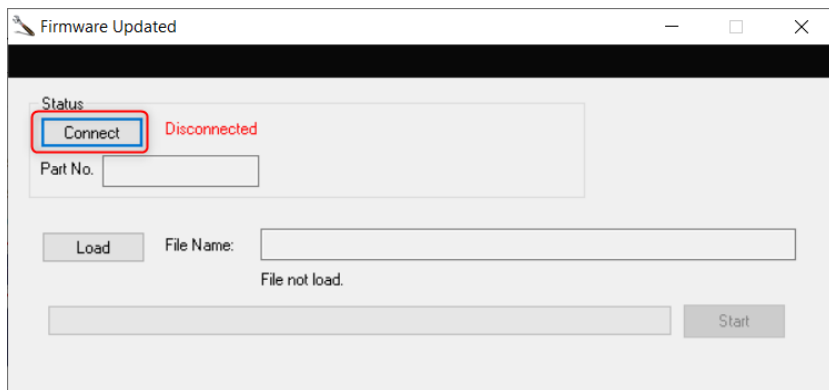 Firmware Updated
Status
Connect Disconnected
Part No.
Load File Name:
File not load.
Start